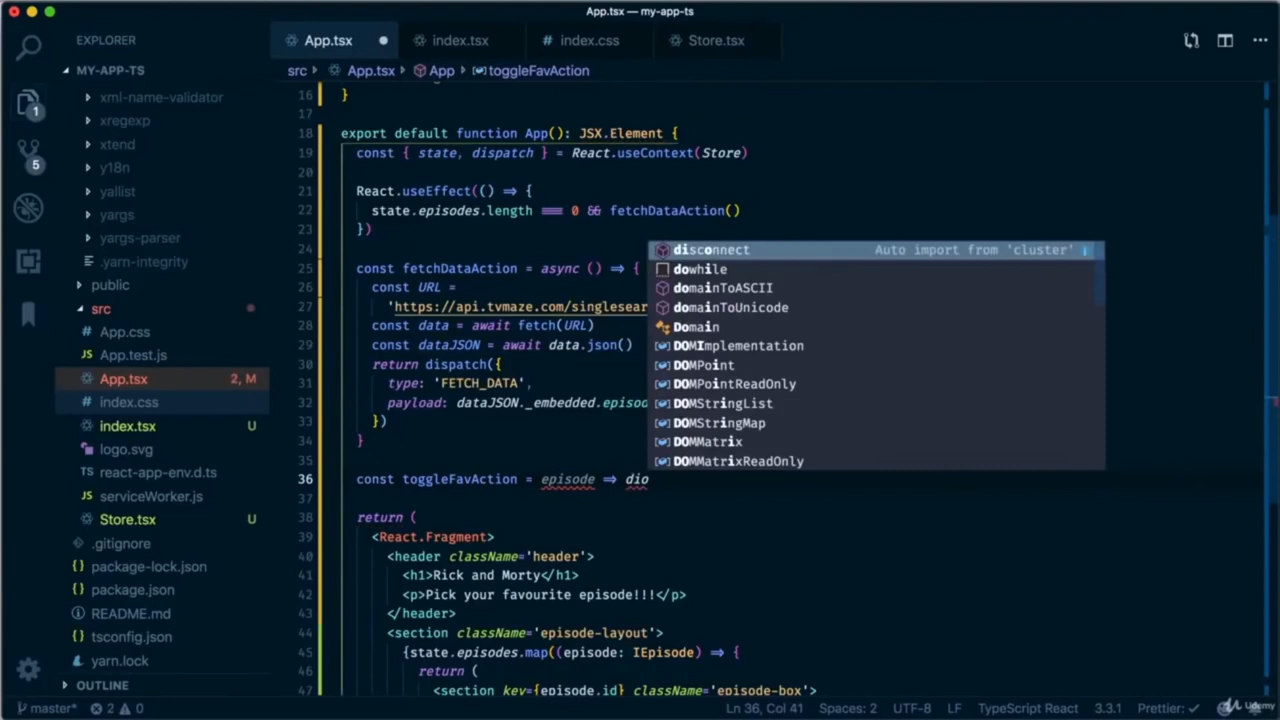 App.tsx — my-app-ts
EXPLORER
App.tsx
index.tsx
index.css
Store.tsx
MY-APP-TS
src
App.tsx
App
toggleFavAction
xml-name-validator
xregexp
xtend
y18n
yallist
yargs
yargs-parser
.yarn-integrity
public
src
App.css
App.test.js
App.tsx 2, M
index.css
index.tsx U
logo.svg
react-app-env.d.ts
serviceWorker.js
Store.tsx U
.gitignore
package-lock.json
package.json
README.md
tsconfig.json
yarn.lock
OUTLINE
1
5
16 }
17
18 export default function App(): JSX.Element {
19 const { state, dispatch } = React.useContext(Store)
20
21 React.useEffect(() => {
22 state.episodes.length === 0 && fetchDataAction()
23 })
24
25 const fetchDataAction = async () => {
26 const URL =
27 'https://api.tvmaze.com/singlesear
28 const data = await fetch(URL)
29 const dataJSON = await data.json()
30 return dispatch({
31 type: 'FETCH_DATA',
32 payload: dataJSON._embedded.episod
33 })
34 }
35
36 const toggleFavAction = episode => dio
37
38 return (
39 <React.Fragment>
40 <header className='header'>
41 <h1>Rick and Morty</h1>
42 <p>Pick your favourite episode!!!</p>
43 </header>
44 <section className='episode-layout'>
45 {state.episodes.map((episode: IEpisode) => {
46 return (
47 <section key={episode.id} className='episode-box'>
disconnect Auto import from 'cluster'
dowhile
domainToASCII
domainToUnicode
Domain
DOMImplementation
DOMPoint
DOMPointReadOnly
DOMStringList
DOMStringMap
DOMMatrix
DOMMatrixReadOnly
master* 2 0
Ln 36, Col 41 Spaces: 2 UTF-8 LF TypeScript React 3.3.1 Prettier: ✓
Udemy